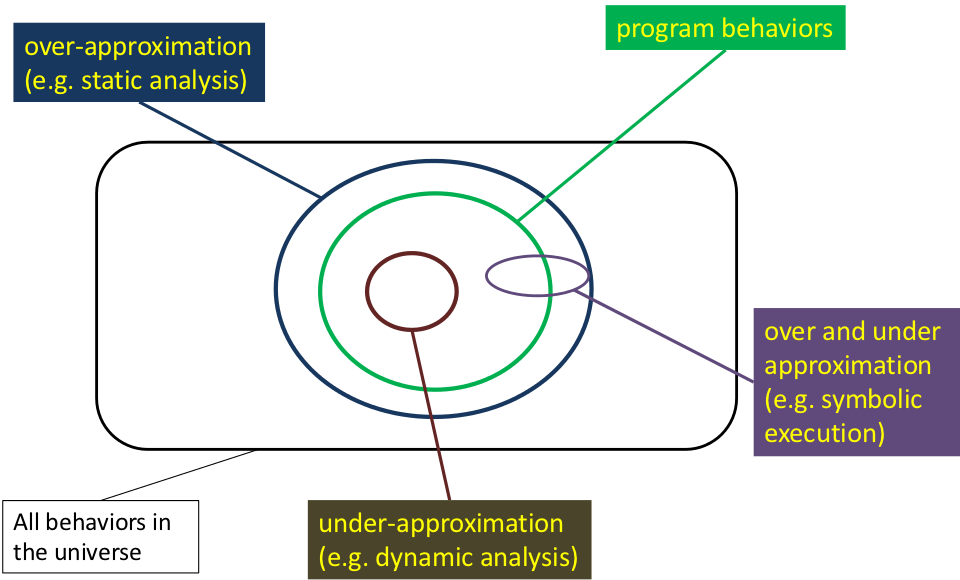 over-approximation
(e.g. static analysis)
program behaviors
over and under
approximation
(e.g. symbolic
execution)
All behaviors in
the universe
under-approximation
(e.g. dynamic analysis)